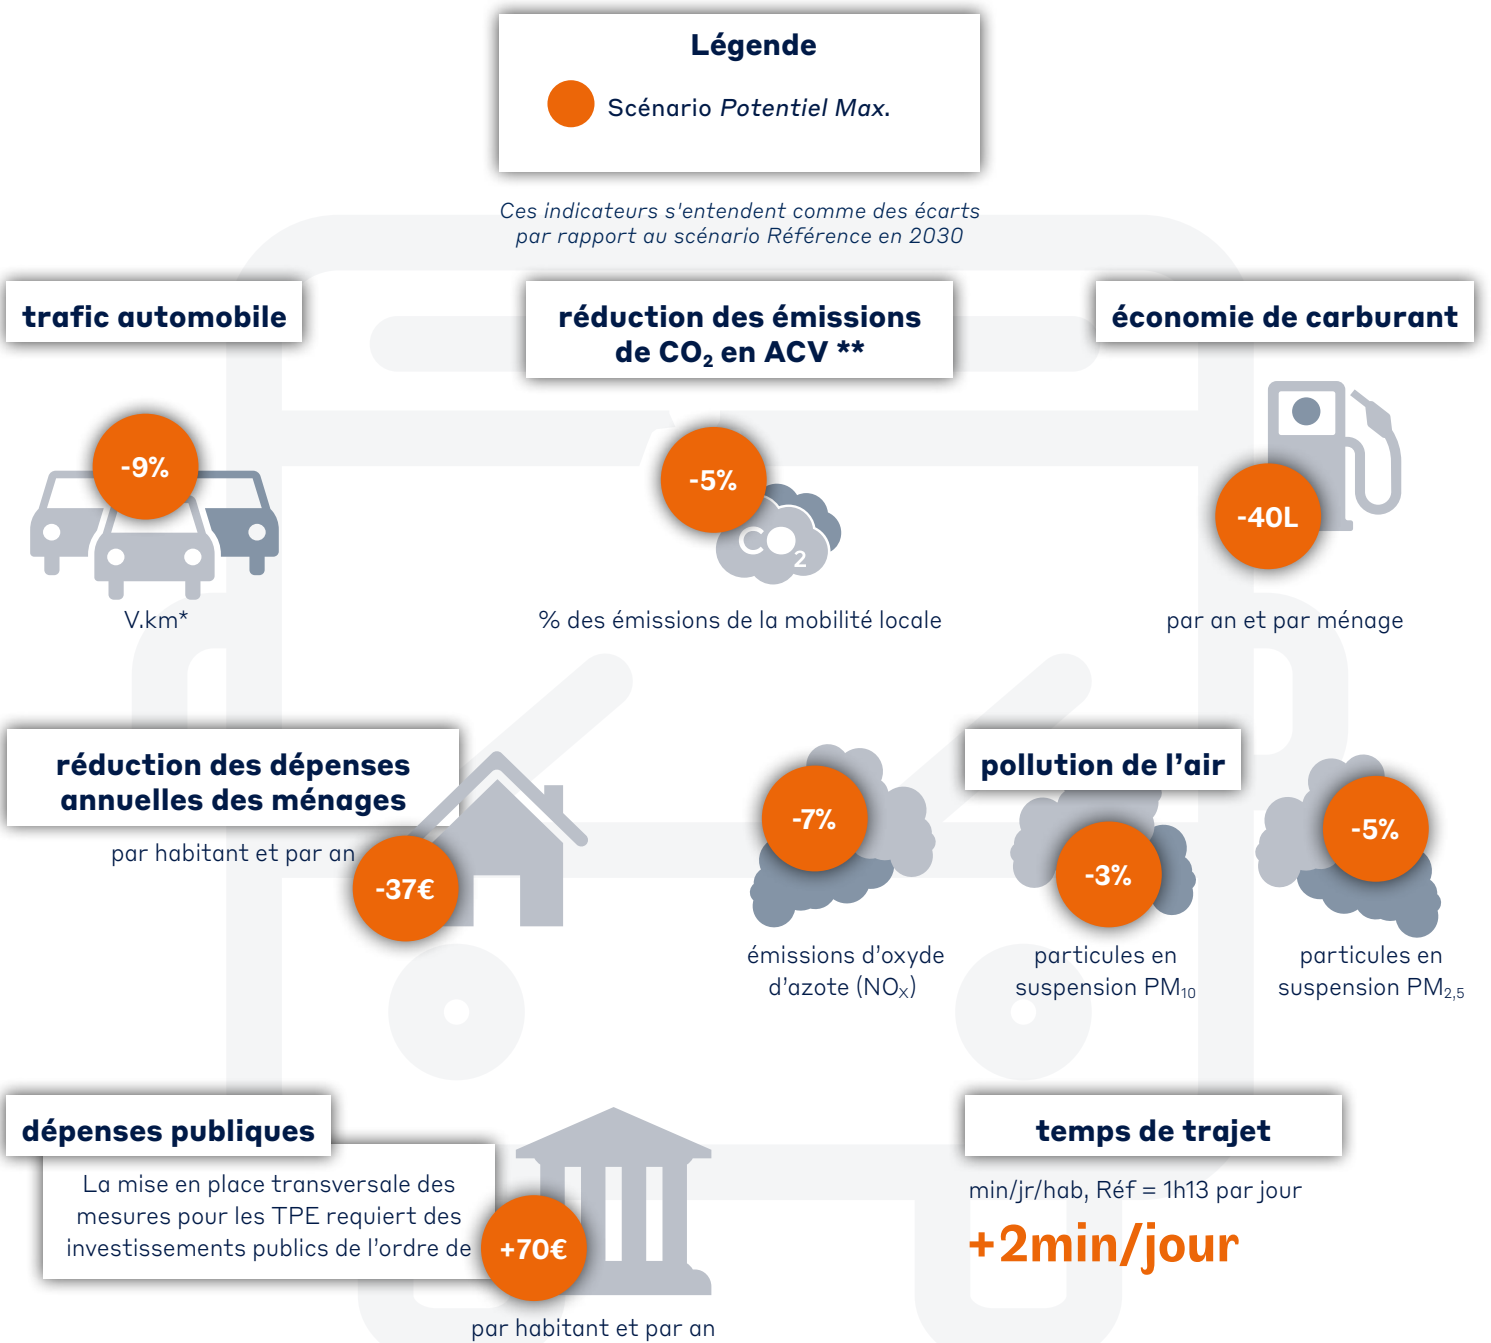 Légende
Scénario Potentiel Max.
Ces indicateurs s'entendent comme des écarts
par rapport au scénario Référence en 2030
trafic automobile
-9%
V.km*
réduction des émissions
de CO₂ en ACV **
-5%
CO₂
% des émissions de la mobilité locale
économie de carburant
-40L
par an et par ménage
réduction des dépenses
annuelles des ménages
par habitant et par an
-37€
pollution de l’air
-7%
émissions d’oxyde
d’azote (NOₓ)
-3%
particules en
suspension PM₁₀
-5%
particules en
suspension PM₂,₅
dépenses publiques
La mise en place transversale des
mesures pour les TPE requiert des
investissements publics de l’ordre de
+70€
par habitant et par an
temps de trajet
min/jr/hab, Réf = 1h13 par jour
+2min/jour